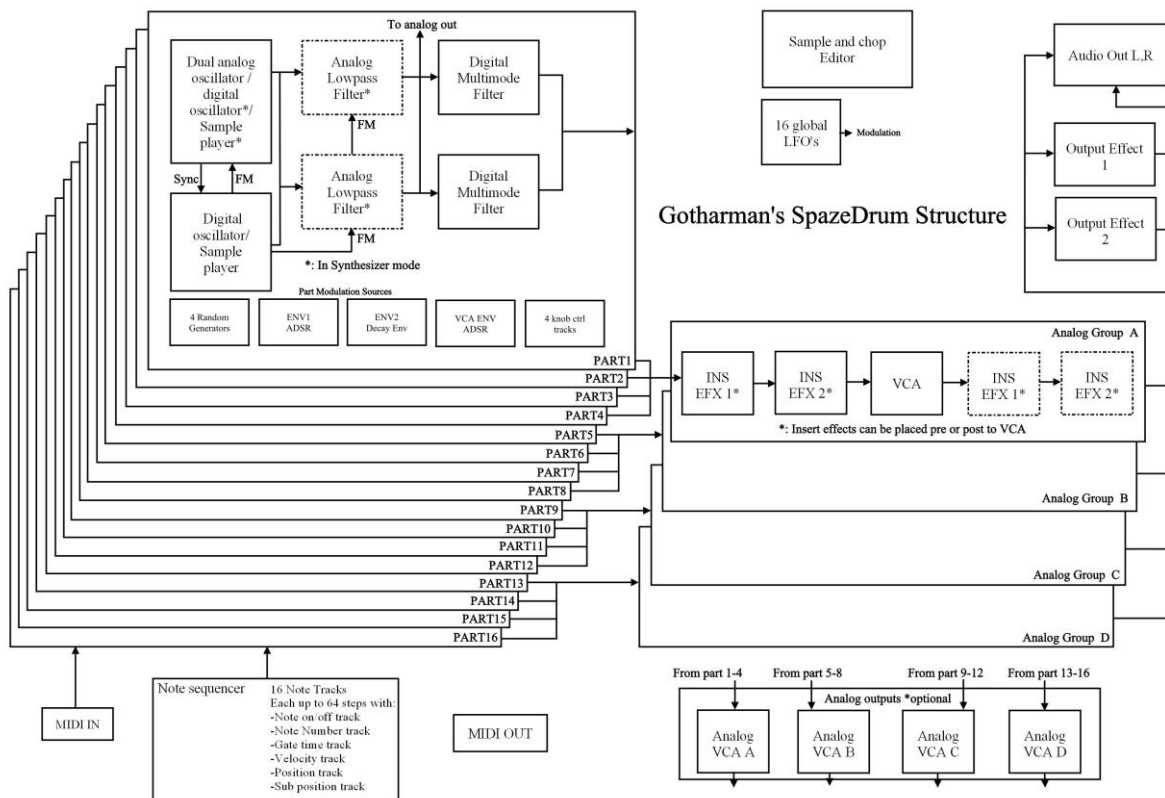 To analog out
Dual analog
oscillator /
digital
oscillator*/
Sample
player*
Analog
Lowpass
Filter*
Digital
Multimode
Filter
Sync
FM
FM
Digital
oscillator/
Sample
player
Analog
Lowpass
Filter*
Digital
Multimode
Filter
FM
*: In Synthesizer mode
Part Modulation Sources
4 Random
Generators
ENV1
ADSR
ENV2
Decay Env
VCA ENV
ADSR
4 knob ctrl
tracks
PART1
PART2
PART3
PART4
PART5
PART6
PART7
PART8
PART9
PART10
PART11
PART12
PART13
PART14
PART15
PART16
Sample and chop
Editor
16 global
LFO's
Modulation
Audio Out L,R
Output Effect
1
Output Effect
2
Gotharman's SpazeDrum Structure
Analog Group A
INS
EFX 1*
INS
EFX 2*
VCA
INS
EFX 1*
INS
EFX 2*
*: Insert effects can be placed pre or post to VCA
Analog Group B
Analog Group C
Analog Group D
MIDI IN
Note sequencer
16 Note Tracks
Each up to 64 steps with:
-Note on/off track
-Note Number track
-Gate time track
-Velocity track
-Position track
-Sub position track
MIDI OUT
From part 1-4
From part 5-8
From part 9-12
From part 13-16
Analog outputs *optional
Analog
VCA A
Analog
VCA B
Analog
VCA C
Analog
VCA D